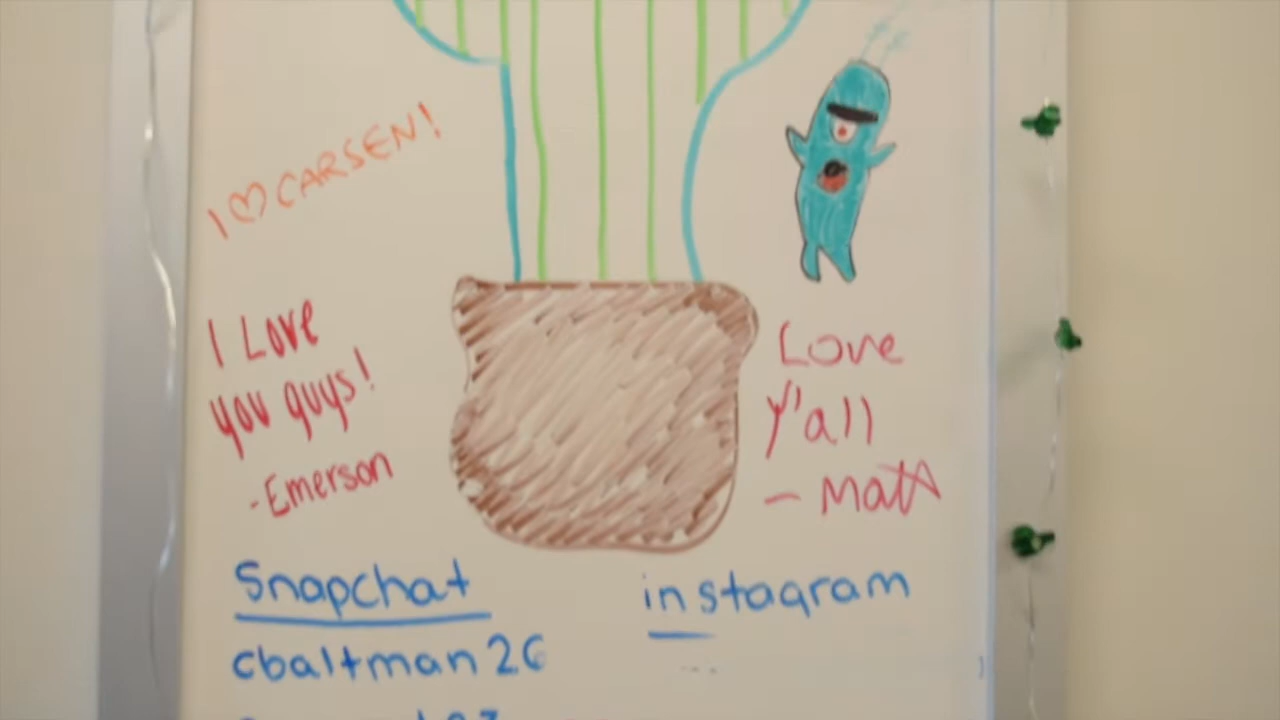 I ♡ CARSEN!
I Love
you guys!
-Emerson
Love
Y'all
- Matt
Snapchat
instagram
cbaltman26